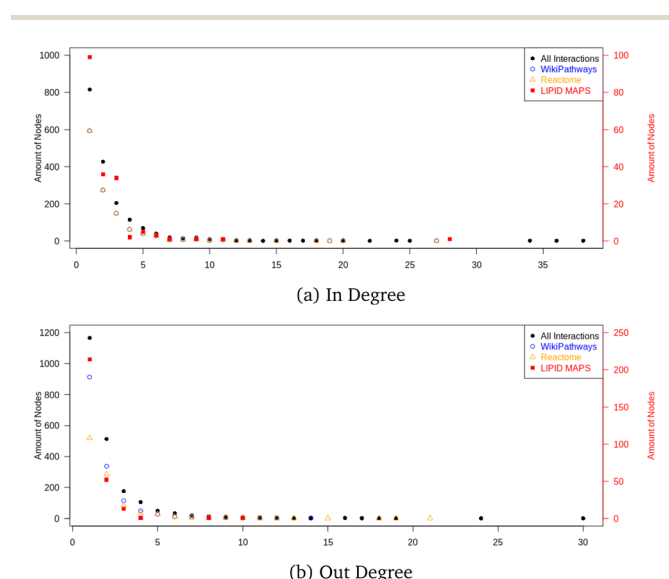 1000
800
600
400
200
0
Amount of Nodes
All Interactions
WikiPathways
Reactome
LIPID MAPS
100
80
60
40
20
0
Amount of Nodes
0 5 10 15 20 25 30 35
(a) In Degree
1200
1000
800
600
400
200
0
Amount of Nodes
All Interactions
WikiPathways
Reactome
LIPID MAPS
250
200
150
100
50
0
Amount of Nodes
0 5 10 15 20 25 30
(b) Out Degree